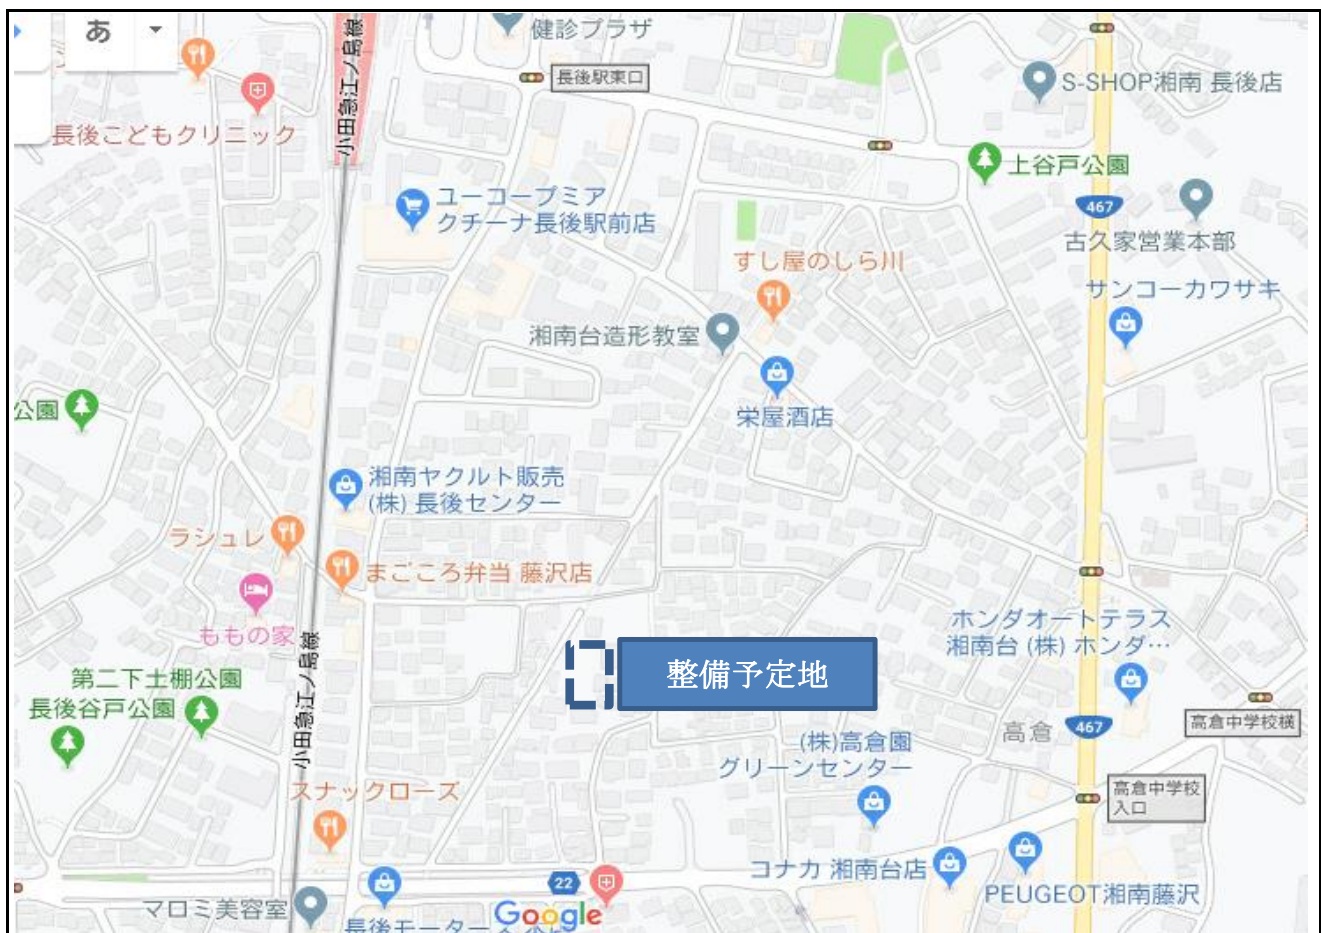 あ
健診プラザ
小田急江ノ島線
長後駅東口
S-SHOP湘南 長後店
長後こどもクリニック
上谷戸公園
ユーコープミア
クチーナ長後駅前店
467
古久家営業本部
すし屋のしら川
サンコーカワサキ
湘南台造形教室
公園
栄屋酒店
湘南ヤクルト販売
(株) 長後センター
ラシュレ
まごころ弁当 藤沢店
ももの家
小田急江ノ島線
ホンダオートテラス
湘南台 (株) ホンダ…
整備予定地
第二下土棚公園
長後谷戸公園
高倉
467
高倉中学校横
(株)高倉園
グリーンセンター
スナックローズ
高倉中学校
入口
コナカ 湘南台店
PEUGEOT湘南藤沢
22
マロミ美容室
Google
長後モーター